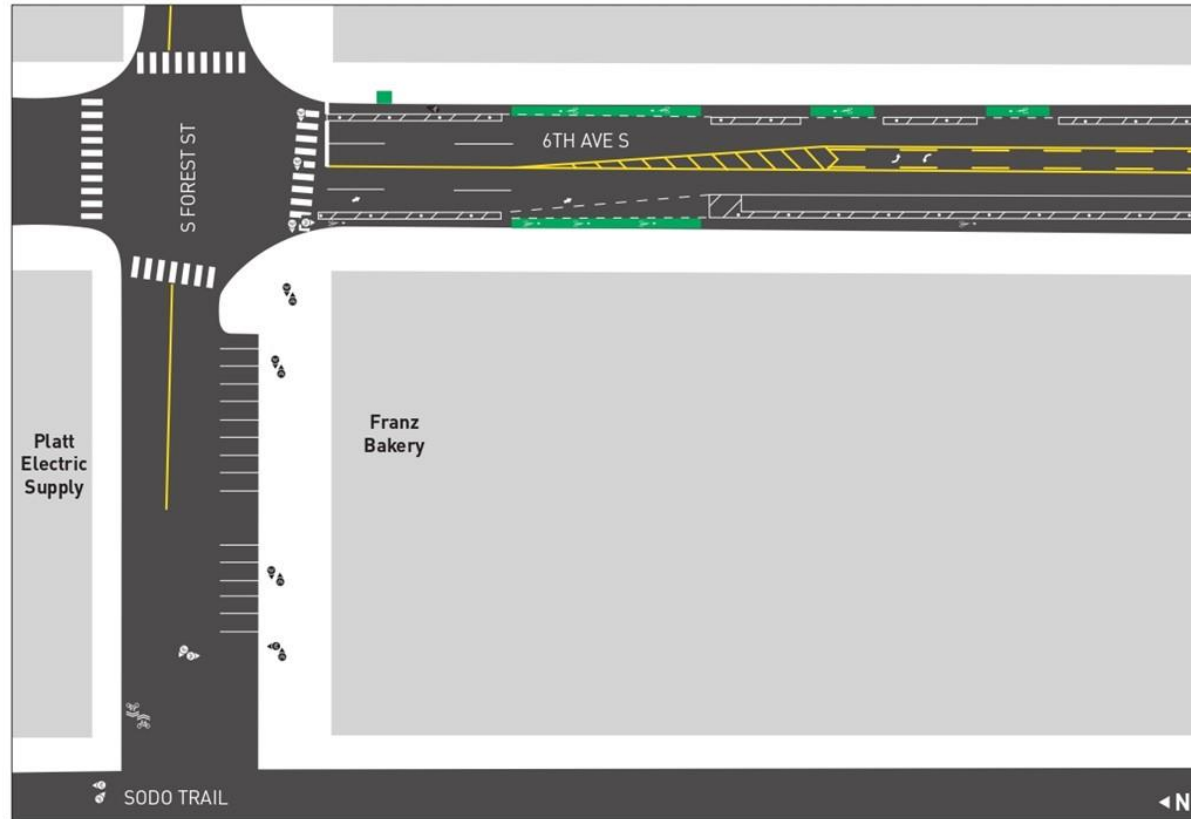 S FOREST ST
6TH AVE S
Platt
Electric
Supply
Franz
Bakery
SODO TRAIL
N